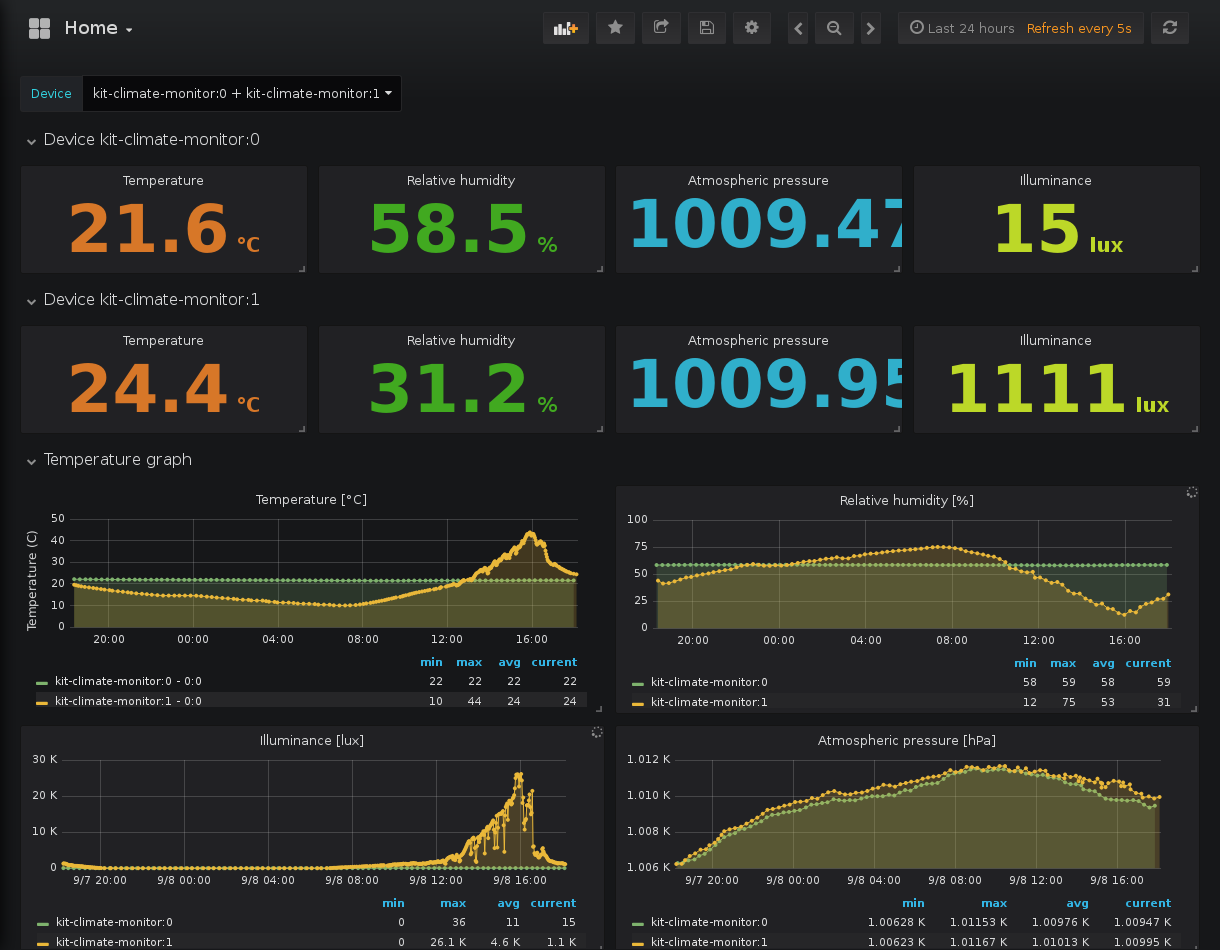 Home
Last 24 hours Refresh every 5s
Device kit-climate-monitor:0 + kit-climate-monitor:1
Device kit-climate-monitor:0
Temperature Relative humidity Atmospheric pressure Illuminance
21.6 °C 58.5 % 1009.47 15 lux
Device kit-climate-monitor:1
Temperature Relative humidity Atmospheric pressure Illuminance
24.4 °C 31.2 % 1009.95 1111 lux
Temperature graph
Temperature [°C]
Temperature (C)
50
40
30
20
10
0
20:00 00:00 04:00 08:00 12:00 16:00
min max avg current
kit-climate-monitor:0 - 0:0 22 22 22 22
kit-climate-monitor:1 - 0:0 10 44 24 24
Relative humidity [%]
100
75
50
25
0
20:00 00:00 04:00 08:00 12:00 16:00
min max avg current
kit-climate-monitor:0 58 59 58 59
kit-climate-monitor:1 12 75 53 31
Illuminance [lux]
30 K
20 K
10 K
0
9/7 20:00 9/8 00:00 9/8 04:00 9/8 08:00 9/8 12:00 9/8 16:00
min max avg current
kit-climate-monitor:0 0 36 11 15
kit-climate-monitor:1 0 26.1 K 4.6 K 1.1 K
Atmospheric pressure [hPa]
1.012 K
1.010 K
1.008 K
1.006 K
9/7 20:00 9/8 00:00 9/8 04:00 9/8 08:00 9/8 12:00 9/8 16:00
min max avg current
kit-climate-monitor:0 1.00628 K 1.01153 K 1.00976 K 1.00947 K
kit-climate-monitor:1 1.00623 K 1.01167 K 1.01013 K 1.00995 K